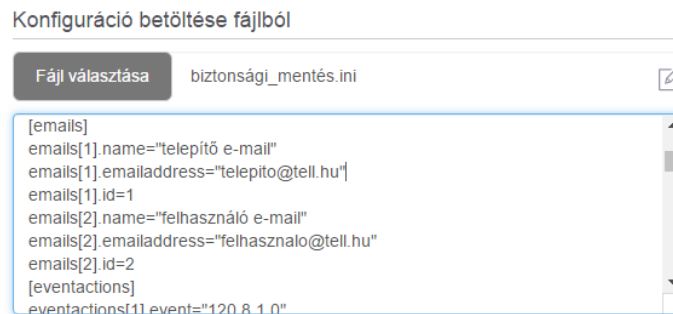 Konfiguráció betöltése fájlból
Fájl választása biztonsági_mentés.ini
[emails]
emails[1].name="telepítő e-mail"
emails[1].emailaddress="telepito@tell.hu"
emails[1].id=1
emails[2].name="felhasználó e-mail"
emails[2].emailaddress="felhasznalo@tell.hu"
emails[2].id=2
[eventactions]
eventactions[1].event="120.8.1.0"